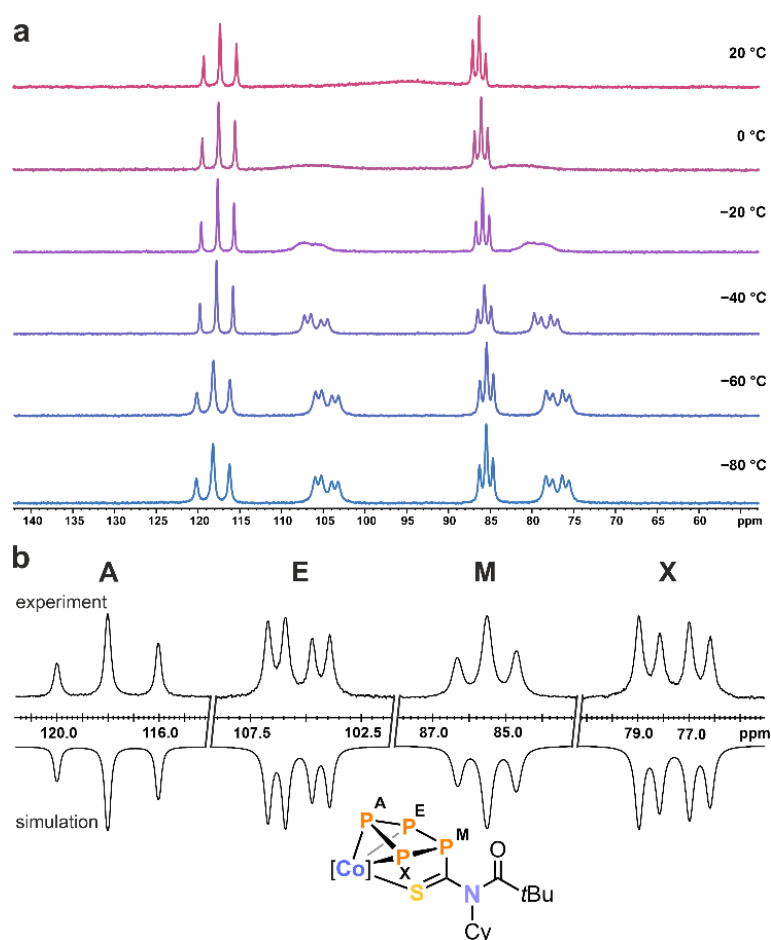 a
20 °C
0 °C
−20 °C
−40 °C
−60 °C
−80 °C
140 135 130 125 120 115 110 105 100 95 90 85 80 75 70 65 60 ppm
b
A E M X
experiment
120.0 116.0 107.5 102.5 87.0 85.0 79.0 77.0 ppm
simulation
A
E
P P M
P
[Co] P O
X
S N tBu
Cy